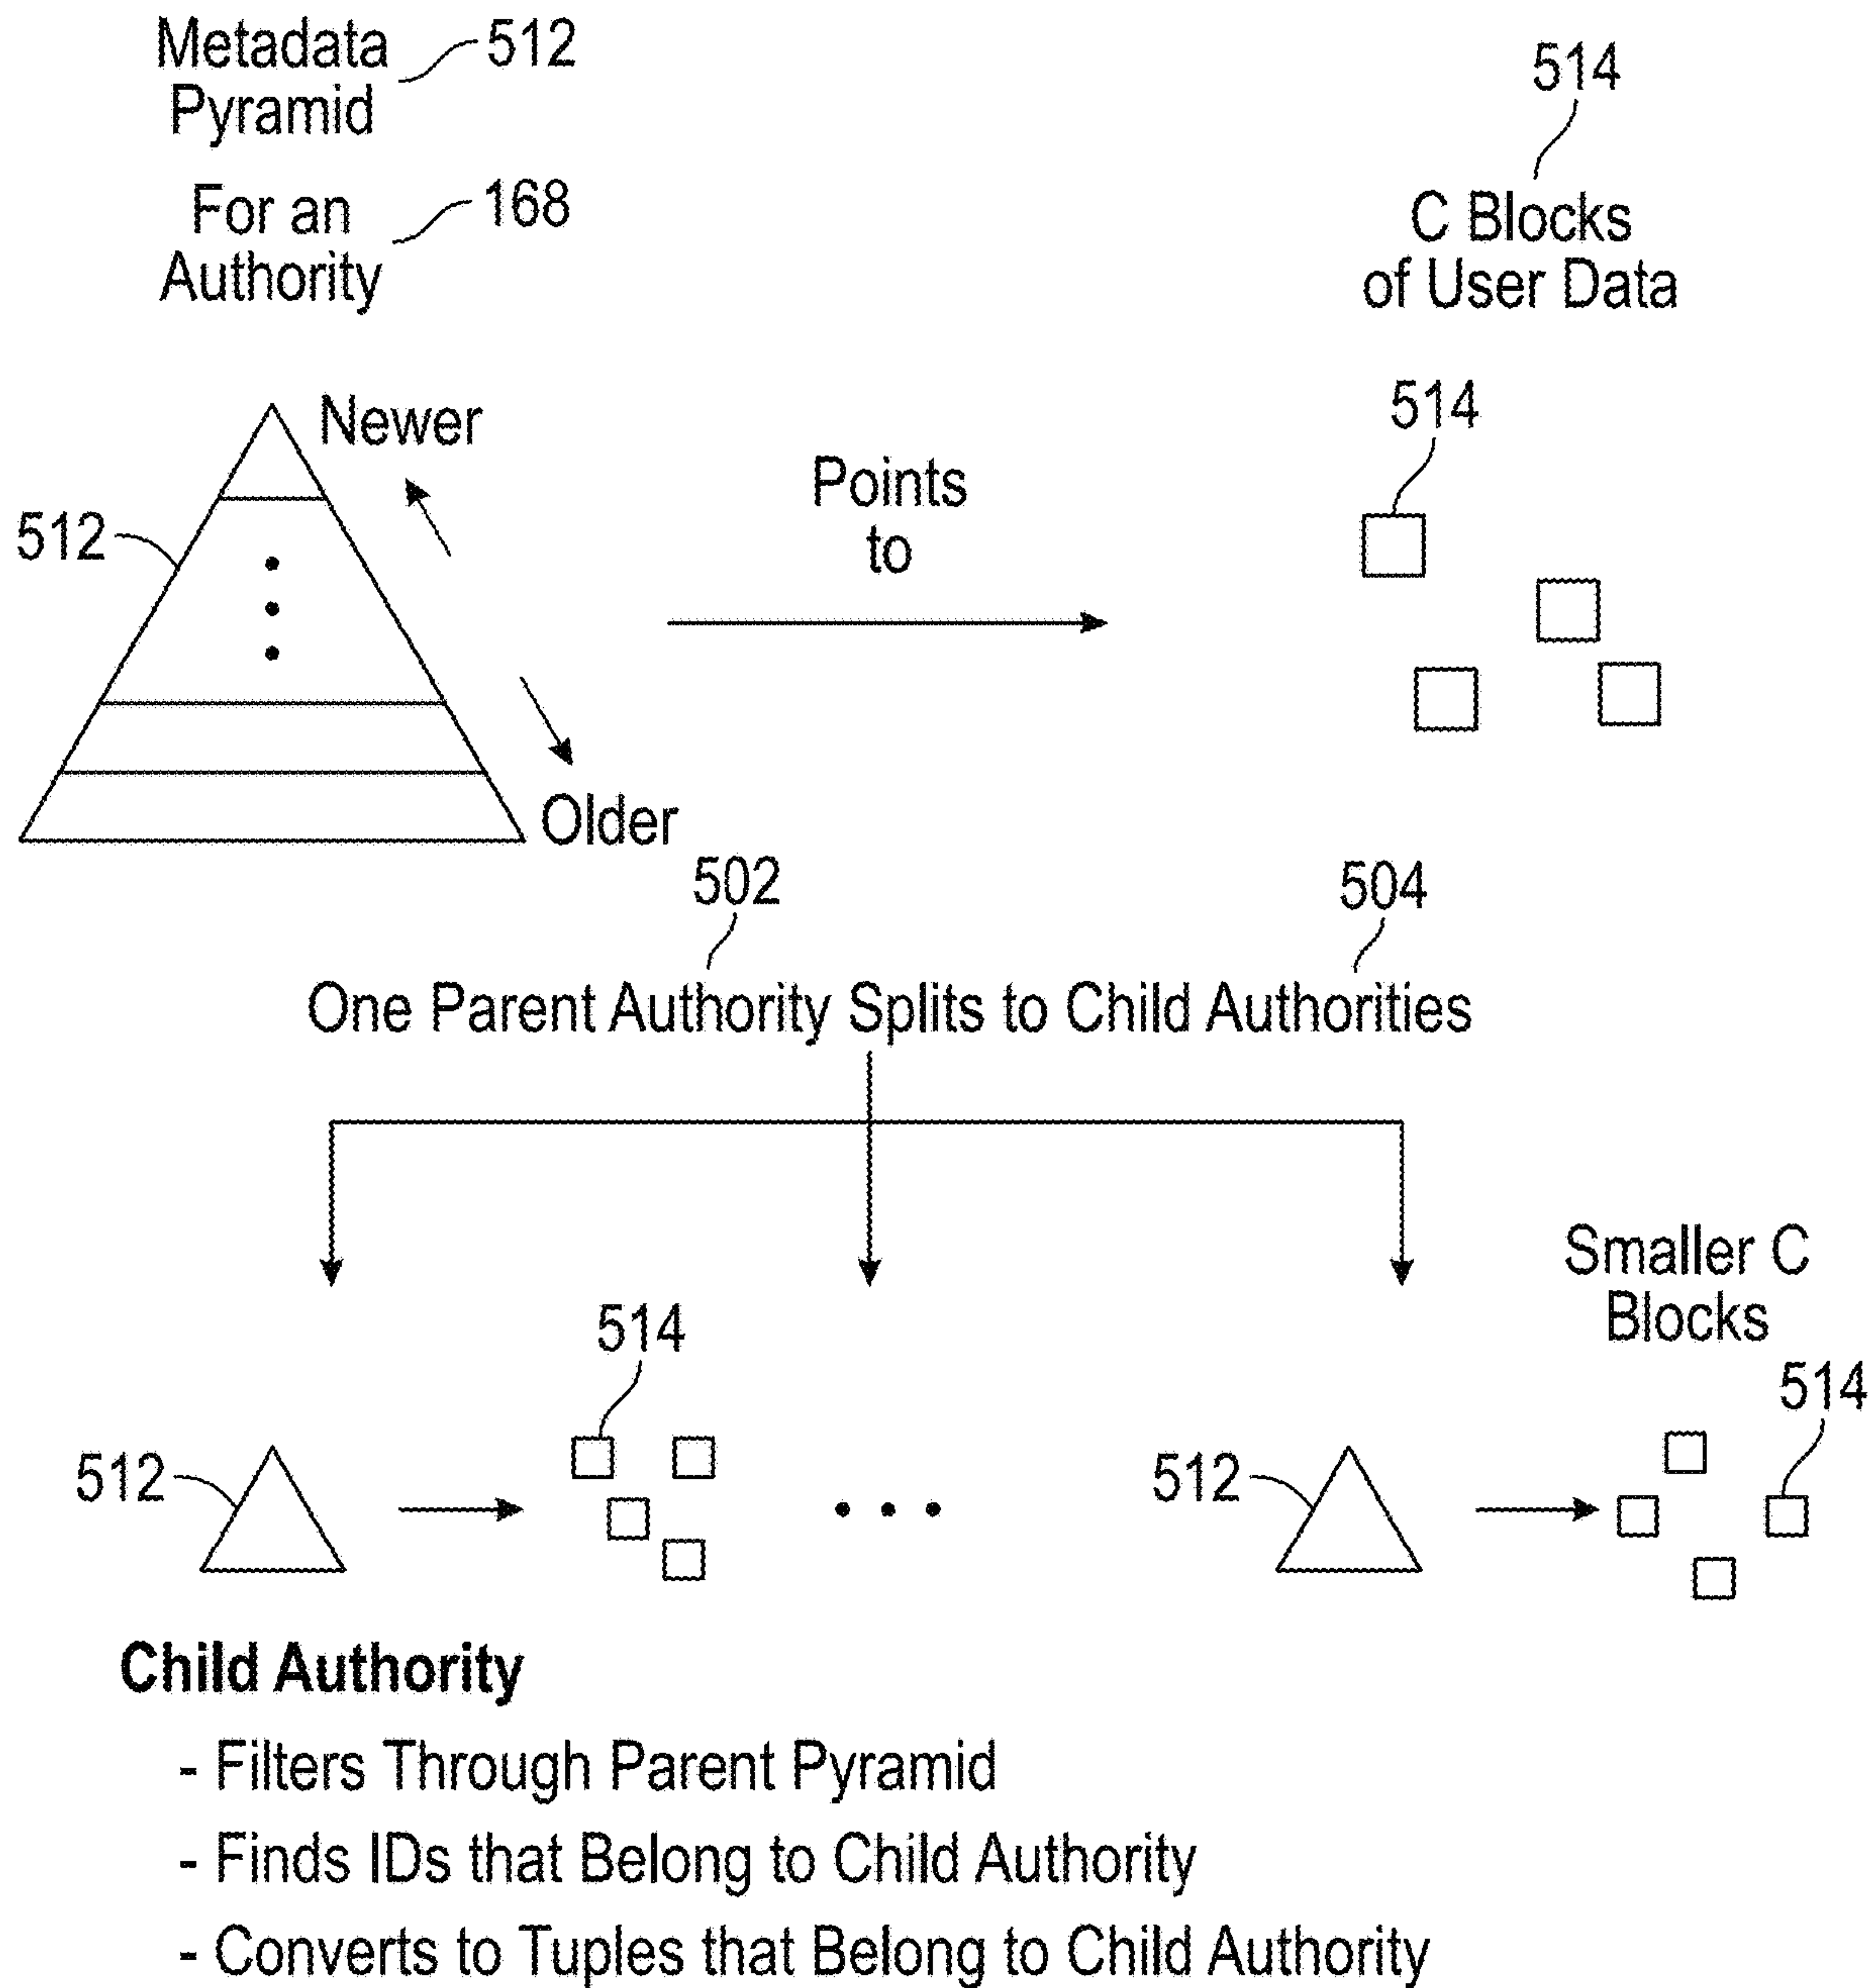 Metadata
Pyramid
512
For an
Authority
168
514
C Blocks
of User Data
Newer
512
Older
Points
to
514
502
504
One Parent Authority Splits to Child Authorities
Smaller C
Blocks
512
514
512
514
Child Authority
- Filters Through Parent Pyramid
- Finds IDs that Belong to Child Authority
- Converts to Tuples that Belong to Child Authority